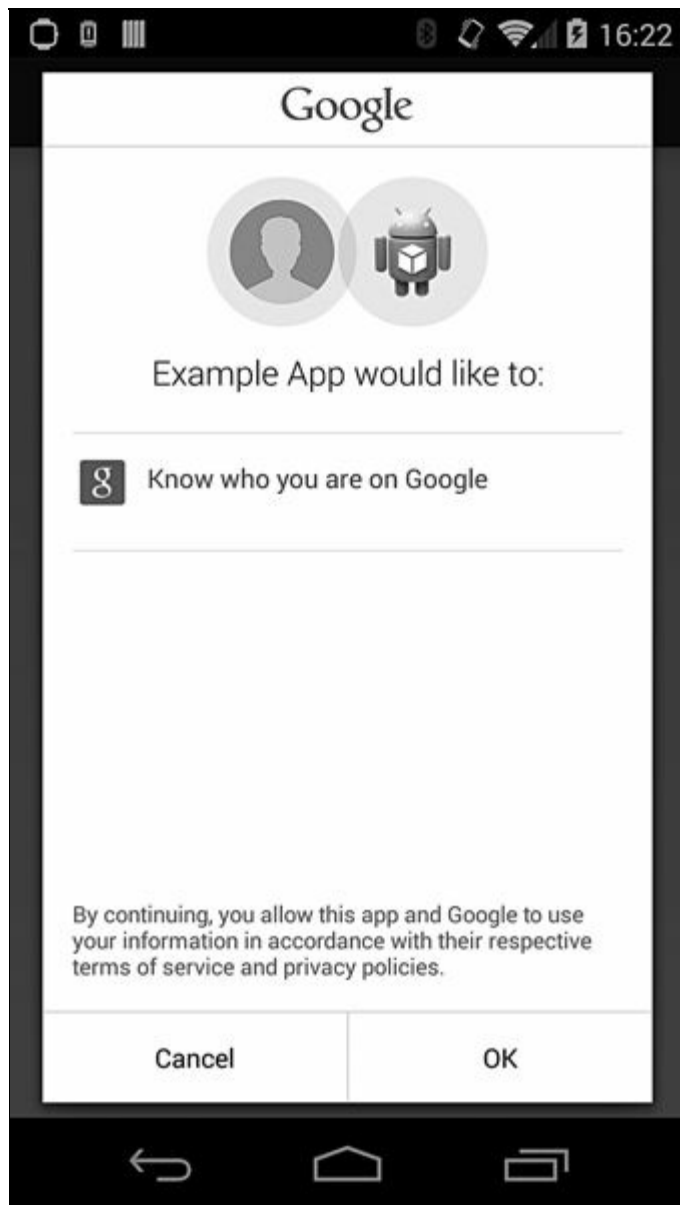 16:22
Google
Example App would like to:
g Know who you are on Google
By continuing, you allow this app and Google to use
your information in accordance with their respective
terms of service and privacy policies.
Cancel OK